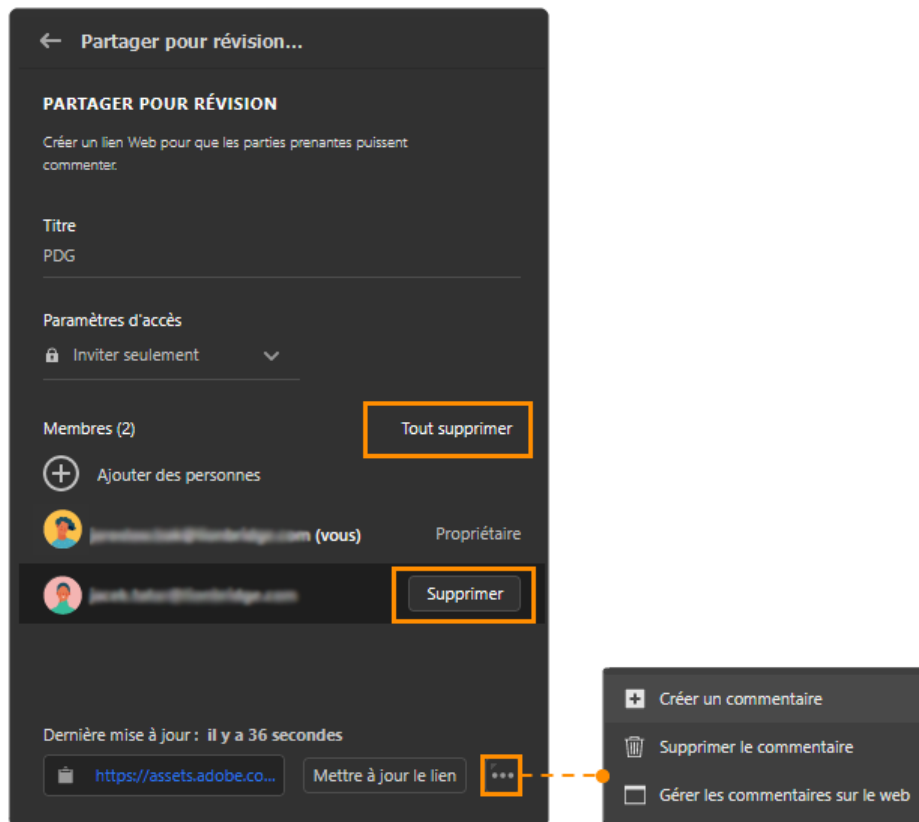 Partager pour révision...
PARTAGER POUR RÉVISION
Créer un lien Web pour que les parties prenantes puissent
commenter.
Titre
PDG
Paramètres d'accès
Inviter seulement
Membres (2)
Tout supprimer
Ajouter des personnes
(vous)
Propriétaire
Supprimer
Dernière mise à jour : il y a 36 secondes
https://assets.adobe.co...
Mettre à jour le lien
Créer un commentaire
Supprimer le commentaire
Gérer les commentaires sur le web